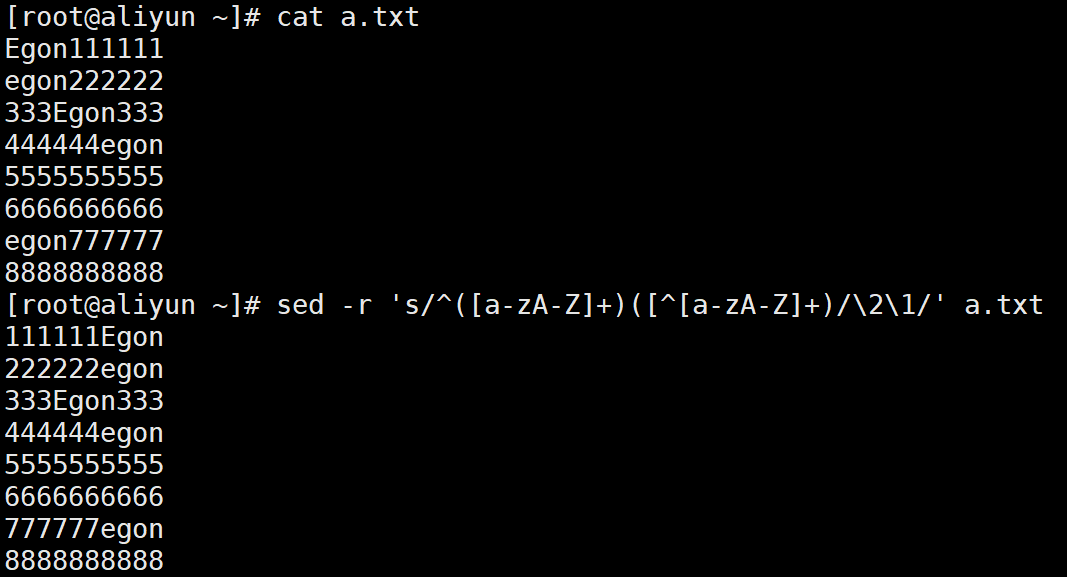 [root@aliyun ~]# cat a.txt
Egon111111
egon222222
333Egon333
444444egon
5555555555
6666666666
egon777777
8888888888
[root@aliyun ~]# sed -r 's/^([a-zA-Z]+)([^[a-zA-Z]+)/\2\1/' a.txt
111111Egon
222222egon
333Egon333
444444egon
5555555555
6666666666
777777egon
8888888888